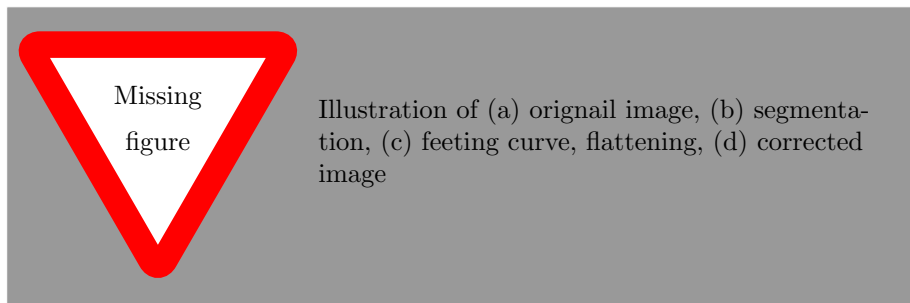 Missing
figure
Illustration of (a) orignail image, (b) segmenta-
tion, (c) feeting curve, flattening, (d) corrected
image